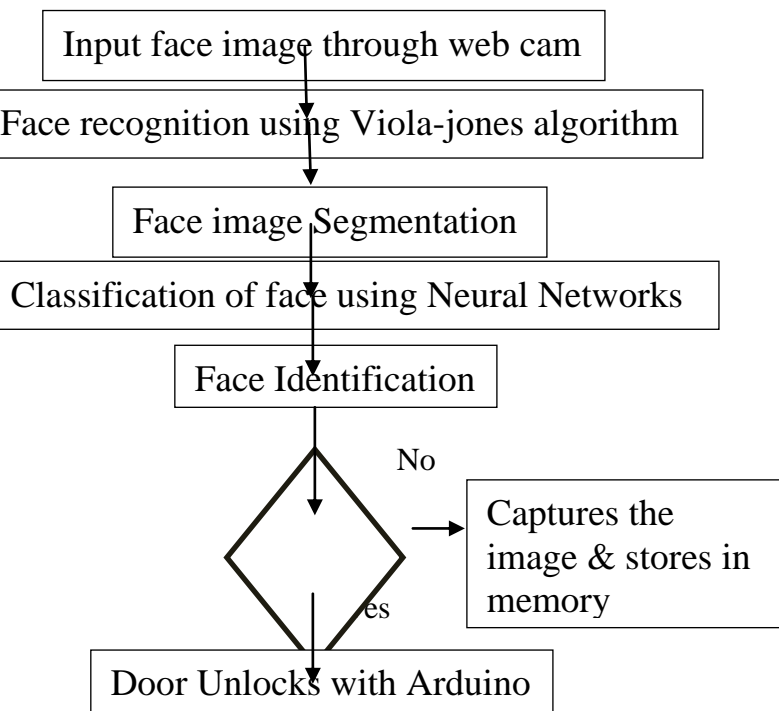 Input face image through web cam
Face recognition using Viola-jones algorithm
Face image Segmentation
Classification of face using Neural Networks
Face Identification
No
Captures the
image & stores in
memory
es
Door Unlocks with Arduino